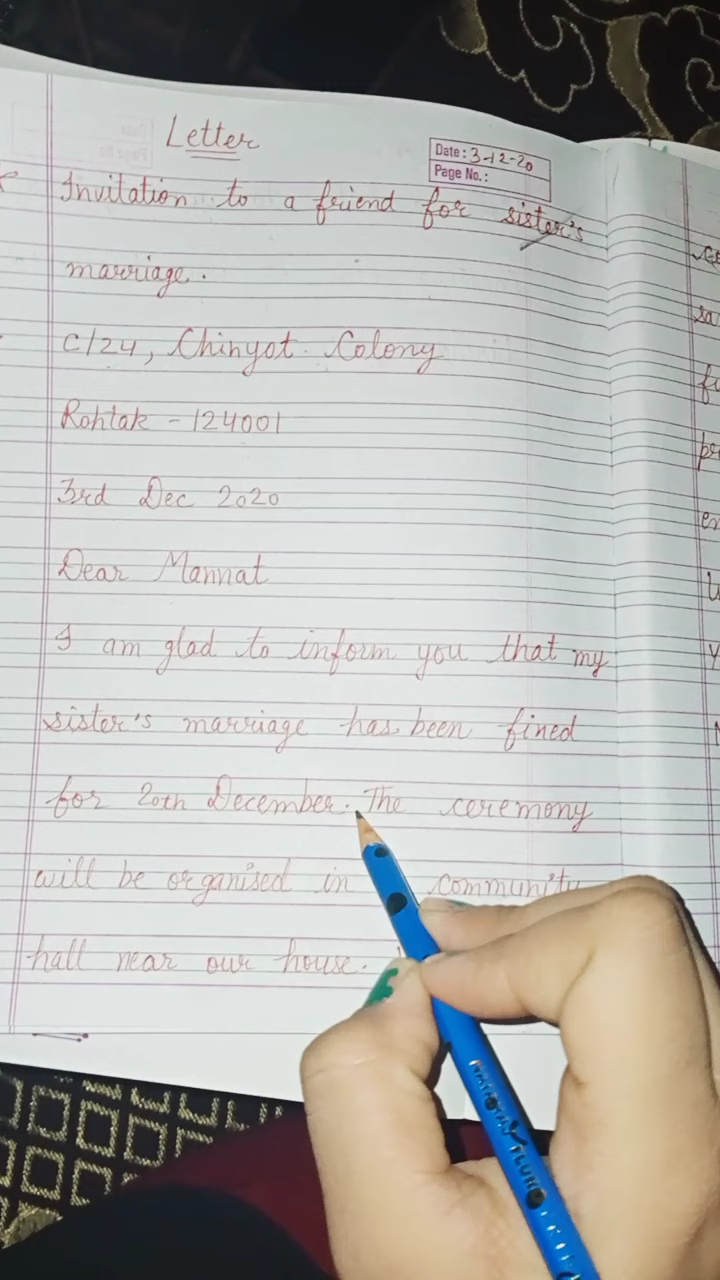 Letter
Date: 3-12-20
Page No.:
Invitation to a friend for sister's
marriage.
C/24, Chinyot Colony
Rohtak - 124001
3rd Dec 2020
Dear Mannat
I am glad to inform you that my
sister's marriage has been fined
for 20th December. The ceremony
will be organised in community
hall near our house.